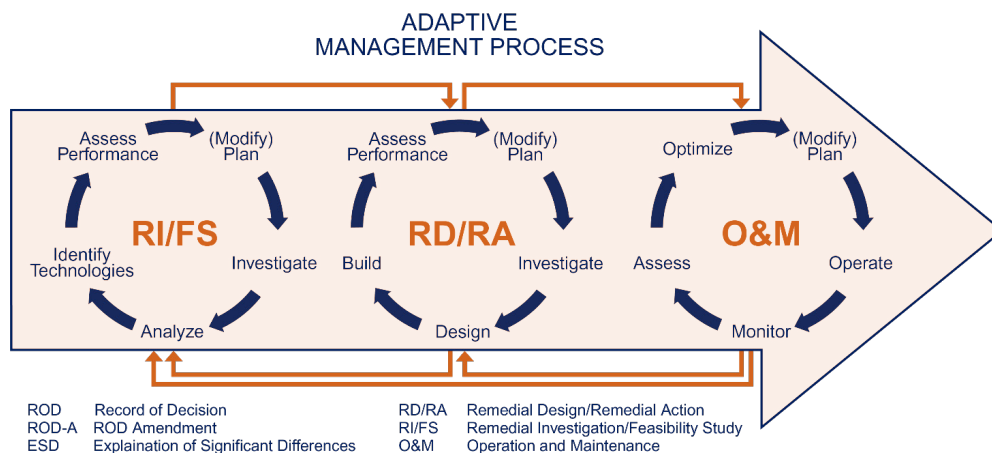 ADAPTIVE
MANAGEMENT PROCESS
Assess
Performance
(Modify)
Plan
RI/FS
Identify
Technologies
Investigate
Analyze
Assess
Performance
(Modify)
Plan
RD/RA
Build
Investigate
Design
Optimize
(Modify)
Plan
O&M
Assess
Operate
Monitor
ROD Record of Decision
ROD-A ROD Amendment
ESD Explaination of Significant Differences
RD/RA Remedial Design/Remedial Action
RI/FS Remedial Investigation/Feasibility Study
O&M Operation and Maintenance